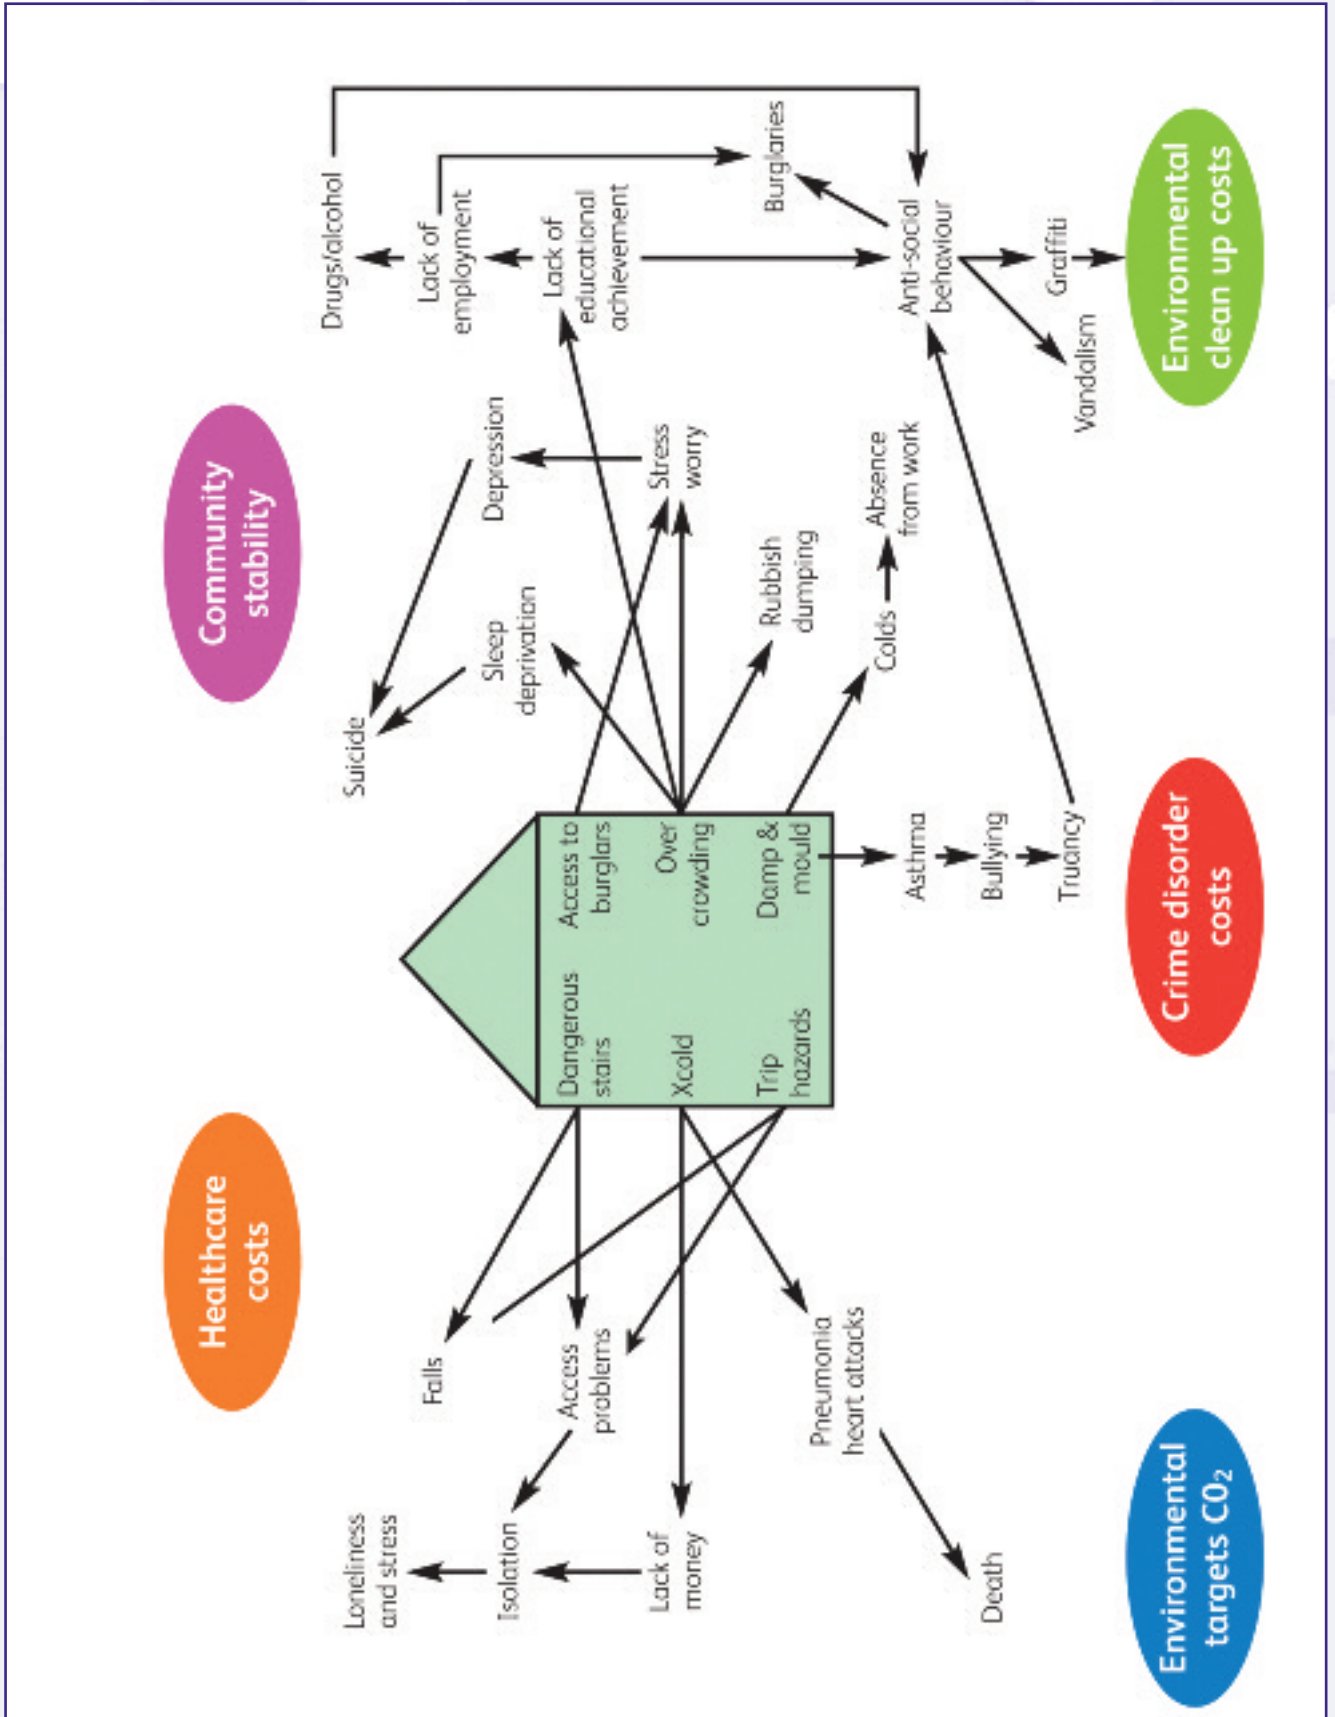 Healthcare
costs
Community
stability
Loneliness
and stress
Suicide
Drugs/alcohol
Falls
Isolation
Sleep
deprivation
Depression
Lack of
employment
Access
problems
Dangerous
stairs
Access to
burglars
Lack of
educational
achievement
Lack of
money
Xcold
Over
crowding
Stress
worry
Trip
hazards
Damp &
mould
Rubbish
dumping
Burglaries
Pneumonia
heart attacks
Colds
Absence
from work
Anti-social
behaviour
Asthma
Death
Bullying
Truancy
Vandalism
Graffiti
Environmental
targets C0₂
Crime disorder
costs
Environmental
clean up costs